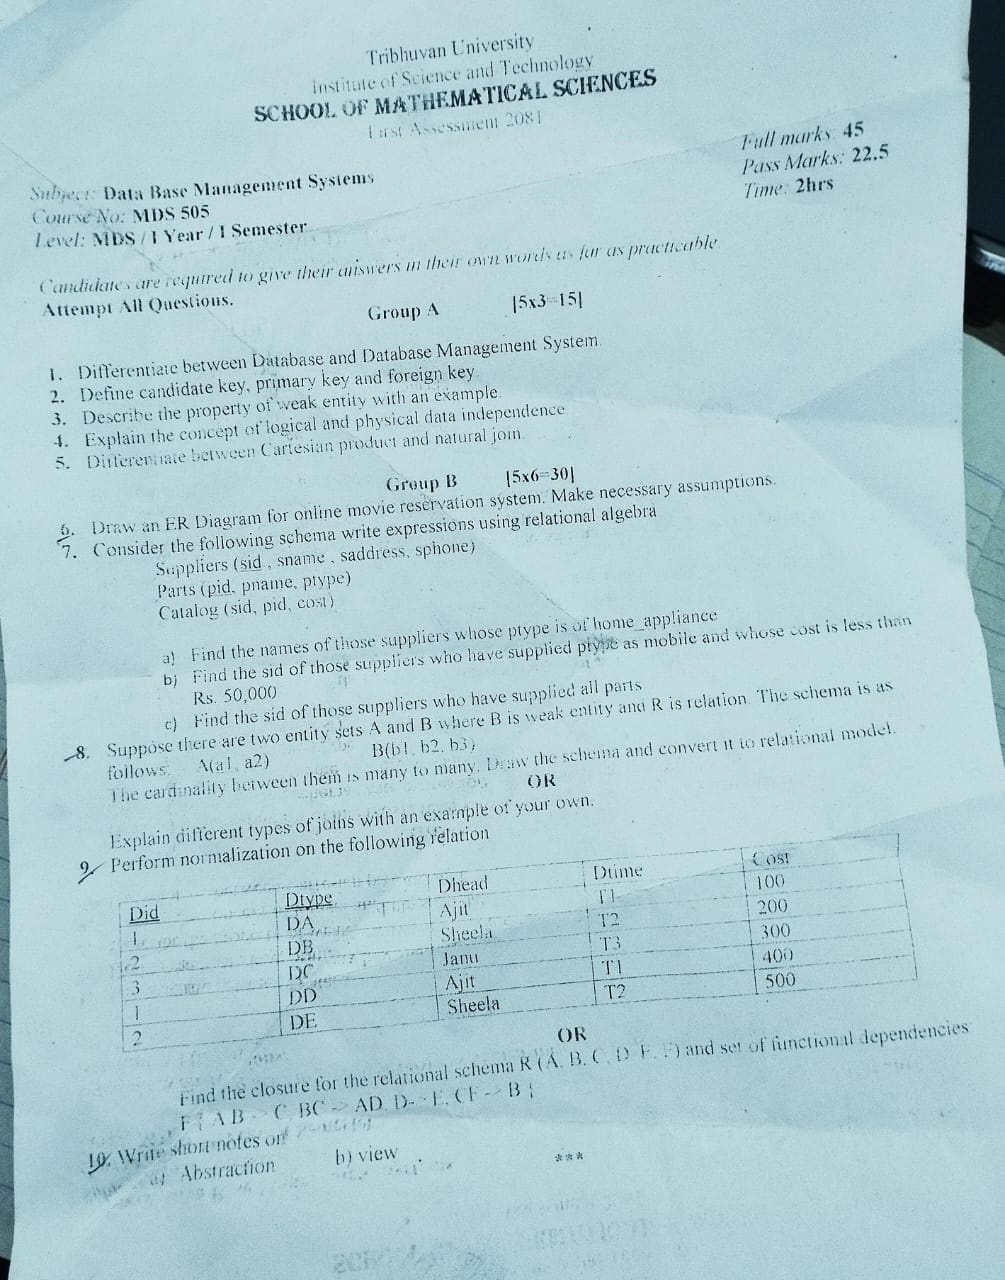 Tribhuvan University
Institute of Science and Technology
SCHOOL OF MATHEMATICAL SCIENCES
First Assessment 2081
Full marks 45
Pass Marks: 22.5
Time: 2hrs
Subject: Data Base Management Systems
Course No: MDS 505
Level: MDS / I Year / I Semester
Candidates are required to give their answers in their own words as far as practicable
Attempt All Questions.
Group A [5x3=15]
1. Differentiate between Database and Database Management System.
2. Define candidate key, primary key and foreign key.
3. Describe the property of weak entity with an example.
4. Explain the concept of logical and physical data independence
5. Differentiate between Cartesian product and natural join.
Group B [5x6=30]
6. Draw an ER Diagram for online movie reservation system. Make necessary assumptions.
7. Consider the following schema write expressions using relational algebra
Suppliers (sid , sname , saddress, sphone)
Parts (pid, pname, ptype)
Catalog (sid, pid, cost)
a) Find the names of those suppliers whose ptype is of home_appliance
b) Find the sid of those suppliers who have supplied ptype as mobile and whose cost is less than
Rs. 50,000
c) Find the sid of those suppliers who have supplied all parts
8. Suppose there are two entity sets A and B where B is weak entity and R is relation. The schema is as
follows: A(a1, a2) B(b1, b2, b3)
The cardinality between them is many to many. Draw the schema and convert it to relational model.
OR
Explain different types of joins with an example of your own.
9. Perform normalization on the following relation
Did Dtype Dhead Dtime Cost
1 DA Ajit T1 100
2 DB Sheela T2 200
3 DC Janu T3 300
1 DD Ajit T1 400
2 DE Sheela T2 500
OR
Find the closure for the relational schema R (A, B, C, D, E, F) and set of functional dependencies
F { AB -> C, BC -> AD, D-> E, CF -> B }
10. Write short notes on
a) Abstraction b) view
***